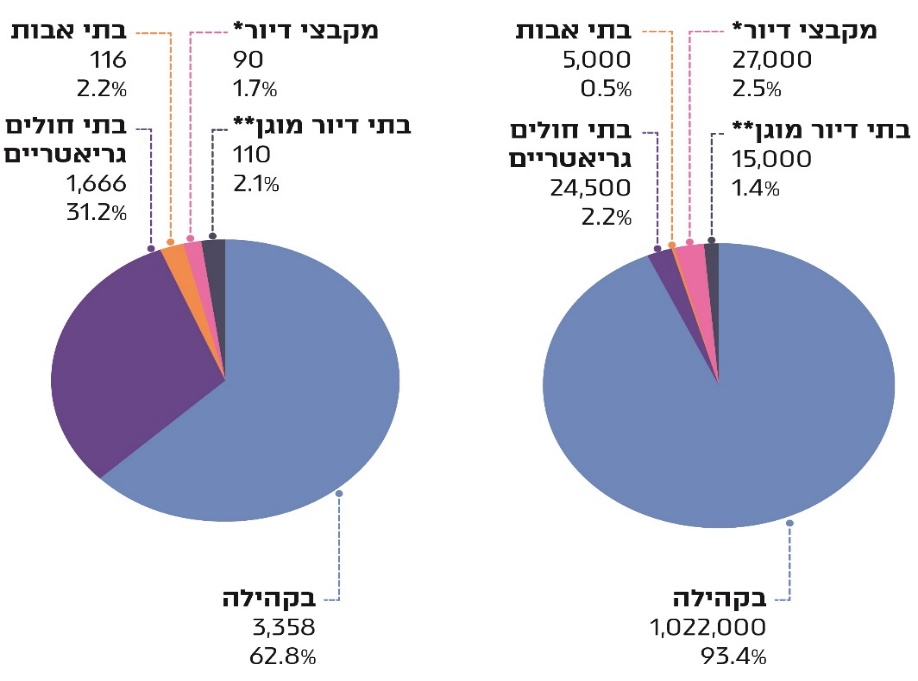 מקבצי דיור*
27,000
2.5%
בתי אבות
5,000
0.5%
בתי דיור מוגן**
15,000
1.4%
בתי חולים
גריאטריים
24,500
2.2%
בקהילה
1,022,000
93.4%
מקבצי דיור*
90
1.7%
בתי אבות
116
2.2%
בתי דיור מוגן**
110
2.1%
בתי חולים
גריאטריים
1,666
31.2%
בקהילה
3,358
62.8%